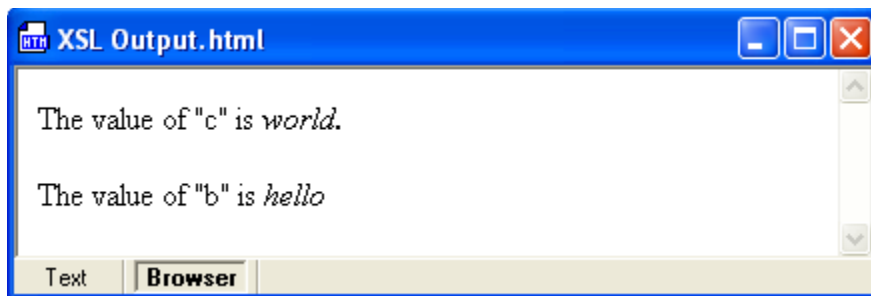 XSL Output.html
The value of "c" is world.
The value of "b" is hello
Text Browser